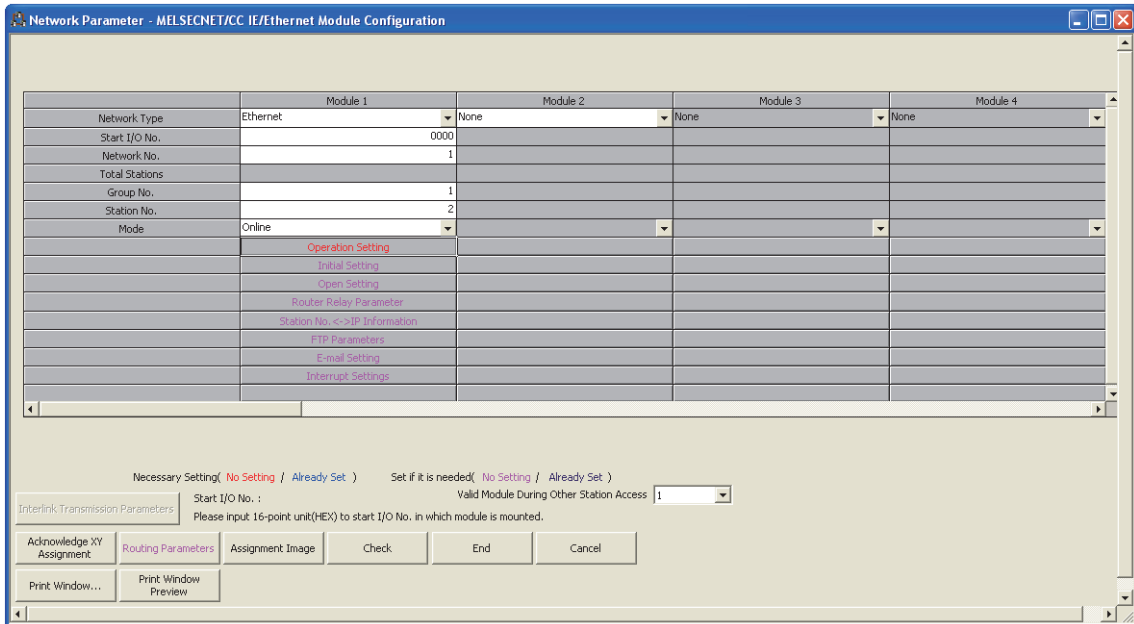 Network Parameter - MELSECNET/CC IE/Ethernet Module Configuration
Module 1 Module 2 Module 3 Module 4
Network Type Ethernet None None None
Start I/O No. 0000
Network No. 1
Total Stations
Group No. 1
Station No. 2
Mode Online
Operation Setting
Initial Setting
Open Setting
Router Relay Parameter
Station No.<->IP Information
FTP Parameters
E-mail Setting
Interrupt Settings
Necessary Setting( No Setting / Already Set ) Set if it is needed( No Setting / Already Set )
Interlink Transmission Parameters
Start I/O No. : Valid Module During Other Station Access 1
Please input 16-point unit(HEX) to start I/O No. in which module is mounted.
Acknowledge XY
Assignment
Routing Parameters Assignment Image Check End Cancel
Print Window...
Print Window
Preview